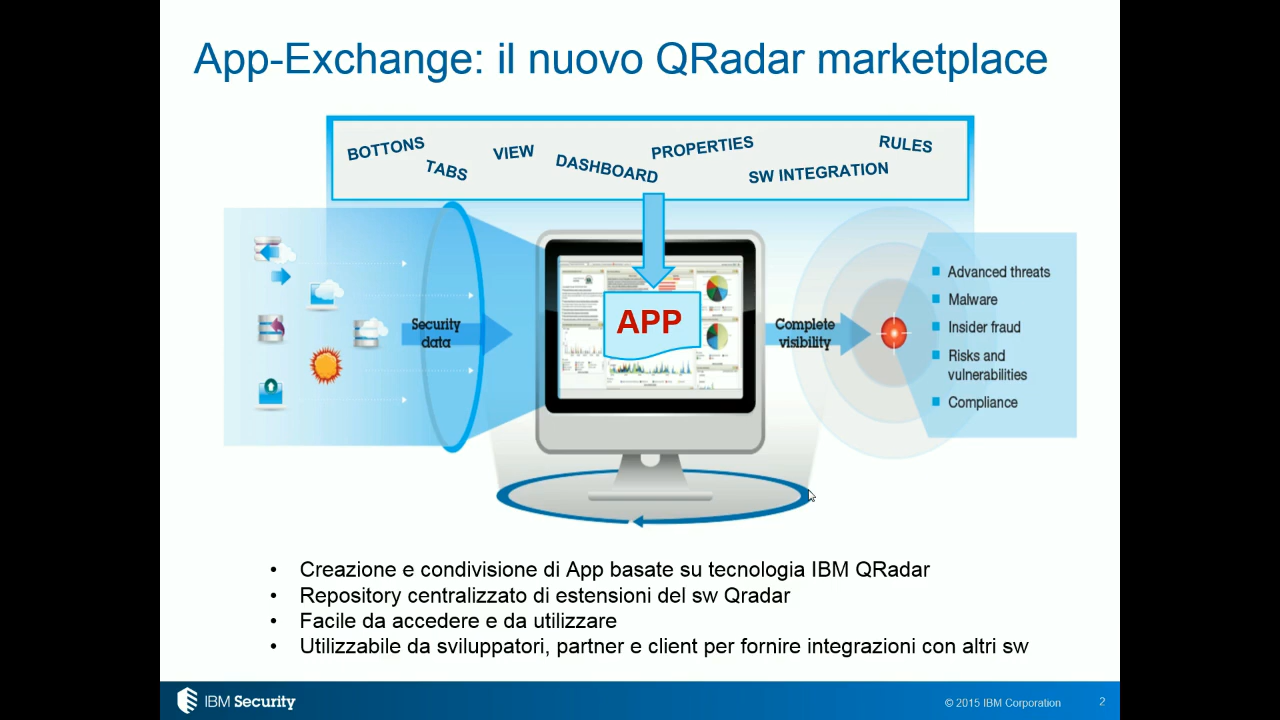 App-Exchange: il nuovo QRadar marketplace
BOTTONS
TABS
VIEW
DASHBOARD
PROPERTIES
SW INTEGRATION
RULES
Security
data
APP
Complete
visibility
Advanced threats
Malware
Insider fraud
Risks and
vulnerabilities
Compliance
• Creazione e condivisione di App basate su tecnologia IBM QRadar
• Repository centralizzato di estensioni del sw Qradar
• Facile da accedere e da utilizzare
• Utilizzabile da sviluppatori, partner e client per fornire integrazioni con altri sw
IBM Security
© 2015 IBM Corporation
2